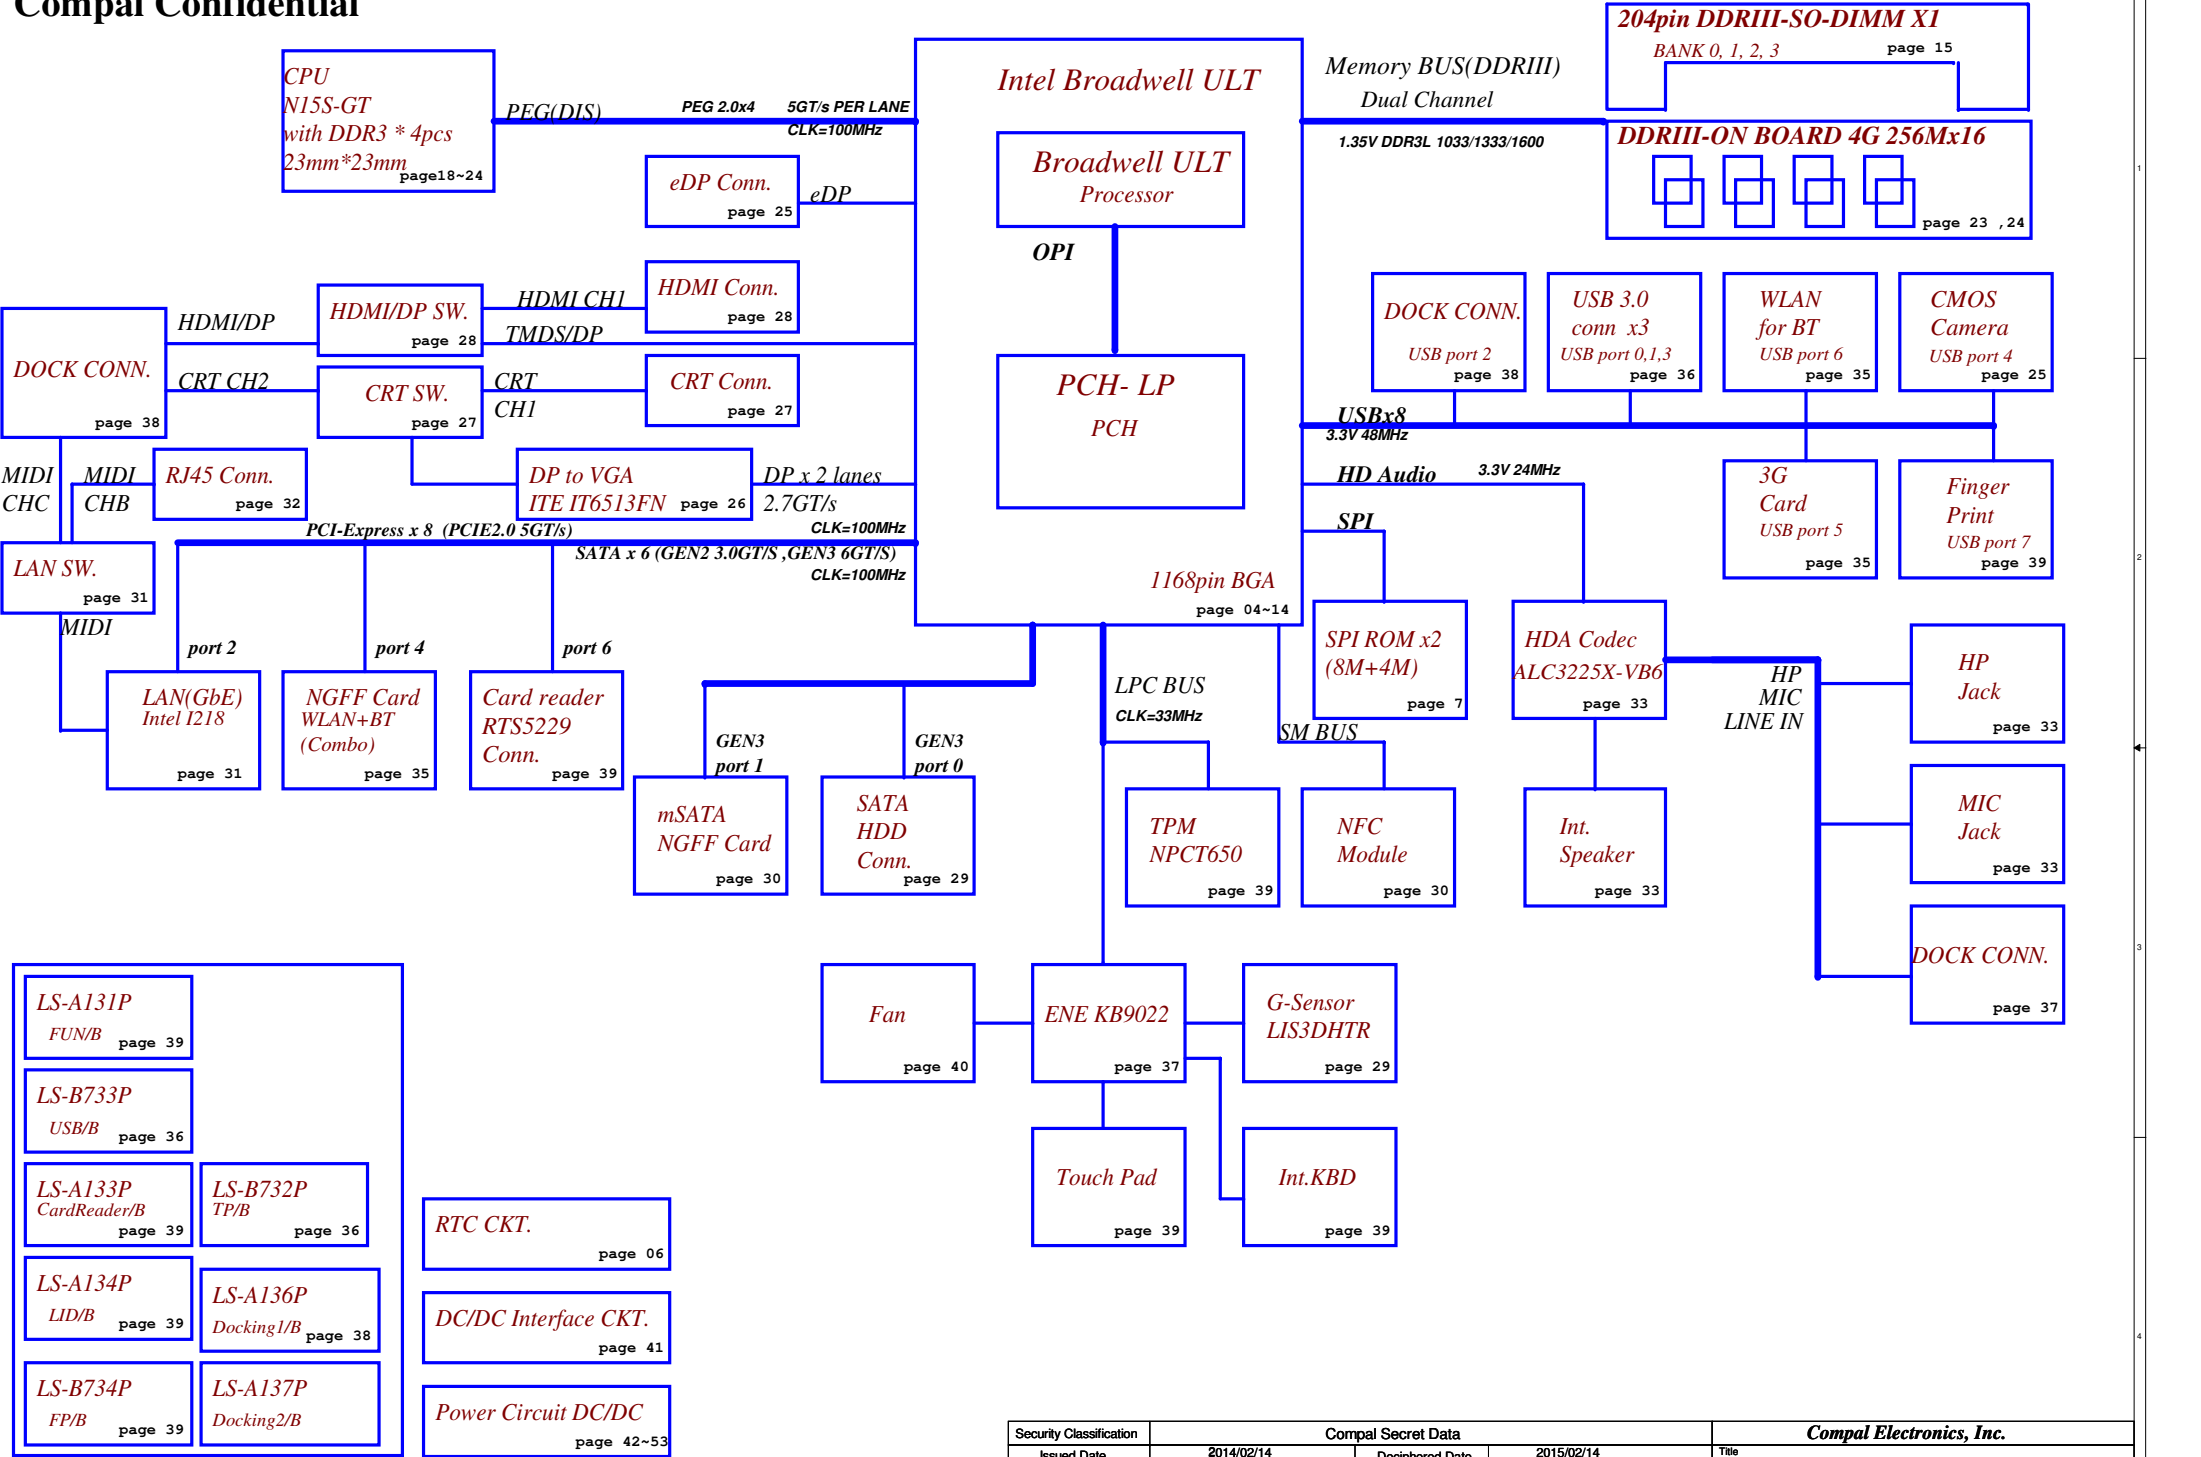 Compal Confidential
CPU
N15S-GT
with DDR3 * 4pcs
23mm*23mm
page18~24
PEG(DIS)
PEG 2.0x4
5GT/s PER LANE
CLK=100MHz
eDP Conn.
page 25
eDP
HDMI Conn.
page 28
HDMI CH1
TMDS/DP
HDMI/DP SW.
page 28
HDMI/DP
DOCK CONN.
page 38
CRT CH2
CRT SW.
page 27
CRT
CH1
CRT Conn.
page 27
MIDI
CHC
MIDI
CHB
RJ45 Conn.
page 32
DP to VGA
ITE IT6513FN
page 26
DP x 2 lanes
2.7GT/s
PCI-Express x 8 (PCIE2.0 5GT/s)
CLK=100MHz
SATA x 6 (GEN2 3.0GT/S ,GEN3 6GT/S)
CLK=100MHz
LAN SW.
page 31
MIDI
port 2
port 4
port 6
LAN(GbE)
Intel I218
page 31
NGFF Card
WLAN+BT
(Combo)
page 35
Card reader
RTS5229
Conn.
page 39
Intel Broadwell ULT
Broadwell ULT
Processor
OPI
PCH- LP
PCH
1168pin BGA
page 04~14
Memory BUS(DDRIII)
Dual Channel
1.35V DDR3L 1033/1333/1600
204pin DDRIII-SO-DIMM X1
BANK 0, 1, 2, 3
page 15
DDRIII-ON BOARD 4G 256Mx16
page 23 ,24
DOCK CONN.
USB port 2
page 38
USB 3.0
conn x3
USB port 0,1,3
page 36
WLAN
for BT
USB port 6
page 35
CMOS
Camera
USB port 4
page 25
USBx8
3.3V 48MHz
HD Audio
3.3V 24MHz
SPI
3G
Card
USB port 5
page 35
Finger
Print
USB port 7
page 39
SPI ROM x2
(8M+4M)
page 7
HDA Codec
ALC3225X-VB6
page 33
HP
MIC
LINE IN
HP
Jack
page 33
MIC
Jack
page 33
DOCK CONN.
page 37
GEN3
port 1
GEN3
port 0
mSATA
NGFF Card
page 30
SATA
HDD
Conn.
page 29
LPC BUS
CLK=33MHz
SM BUS
TPM
NPCT650
page 39
NFC
Module
page 30
Int.
Speaker
page 33
Fan
page 40
ENE KB9022
page 37
G-Sensor
LIS3DHTR
page 29
Touch Pad
page 39
Int.KBD
page 39
LS-A131P
FUN/B
page 39
LS-B733P
USB/B
page 36
LS-A133P
CardReader/B
page 39
LS-B732P
TP/B
page 36
LS-A134P
LID/B
page 39
LS-A136P
Docking1/B
page 38
LS-B734P
FP/B
page 39
LS-A137P
Docking2/B
RTC CKT.
page 06
DC/DC Interface CKT.
page 41
Power Circuit DC/DC
page 42~53
1
2
3
4
Security Classification
Compal Secret Data
Compal Electronics, Inc.
Issued Date
2014/02/14
Deciphered Date
2015/02/14
Title